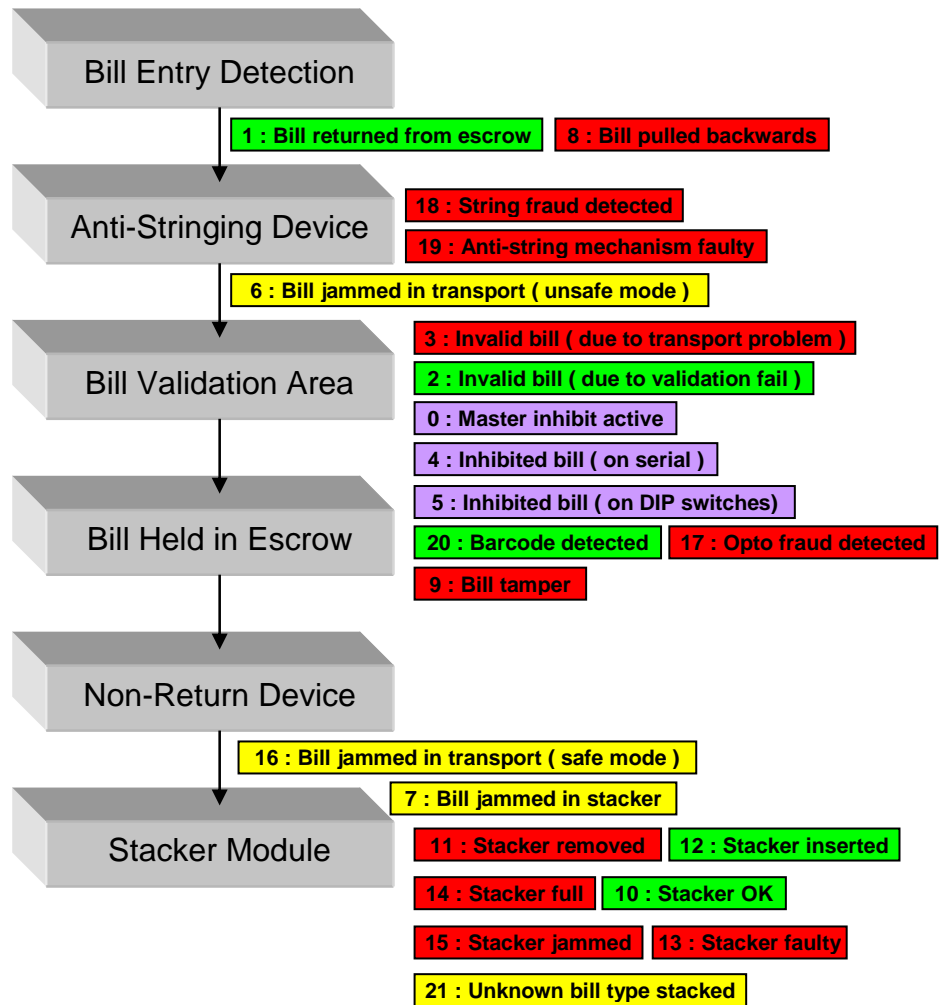 Bill Entry Detection
1 : Bill returned from escrow
8 : Bill pulled backwards
Anti-Stringing Device
18 : String fraud detected
19 : Anti-string mechanism faulty
6 : Bill jammed in transport ( unsafe mode )
Bill Validation Area
3 : Invalid bill ( due to transport problem )
2 : Invalid bill ( due to validation fail )
0 : Master inhibit active
4 : Inhibited bill ( on serial )
5 : Inhibited bill ( on DIP switches)
Bill Held in Escrow
20 : Barcode detected
17 : Opto fraud detected
9 : Bill tamper
Non-Return Device
16 : Bill jammed in transport ( safe mode )
7 : Bill jammed in stacker
Stacker Module
11 : Stacker removed
12 : Stacker inserted
14 : Stacker full
10 : Stacker OK
15 : Stacker jammed
13 : Stacker faulty
21 : Unknown bill type stacked